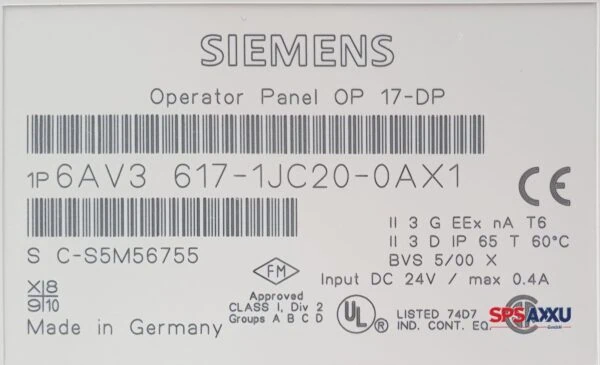 SIEMENS
Operator Panel OP 17-DP
1P 6AV3 617-1JC20-0AX1
CE
S C-S5M56755
II 3 G EEx nA T6
II 3 D IP 65 T 60°C
BVS 5/00 X
Input DC 24V / max 0.4A
X|8
9|10
FM
Approved
CLASS I, Div 2
Groups A B C D
UL ®
LISTED 74D7
IND. CONT. EQ.
Made in Germany
SPSAXXU